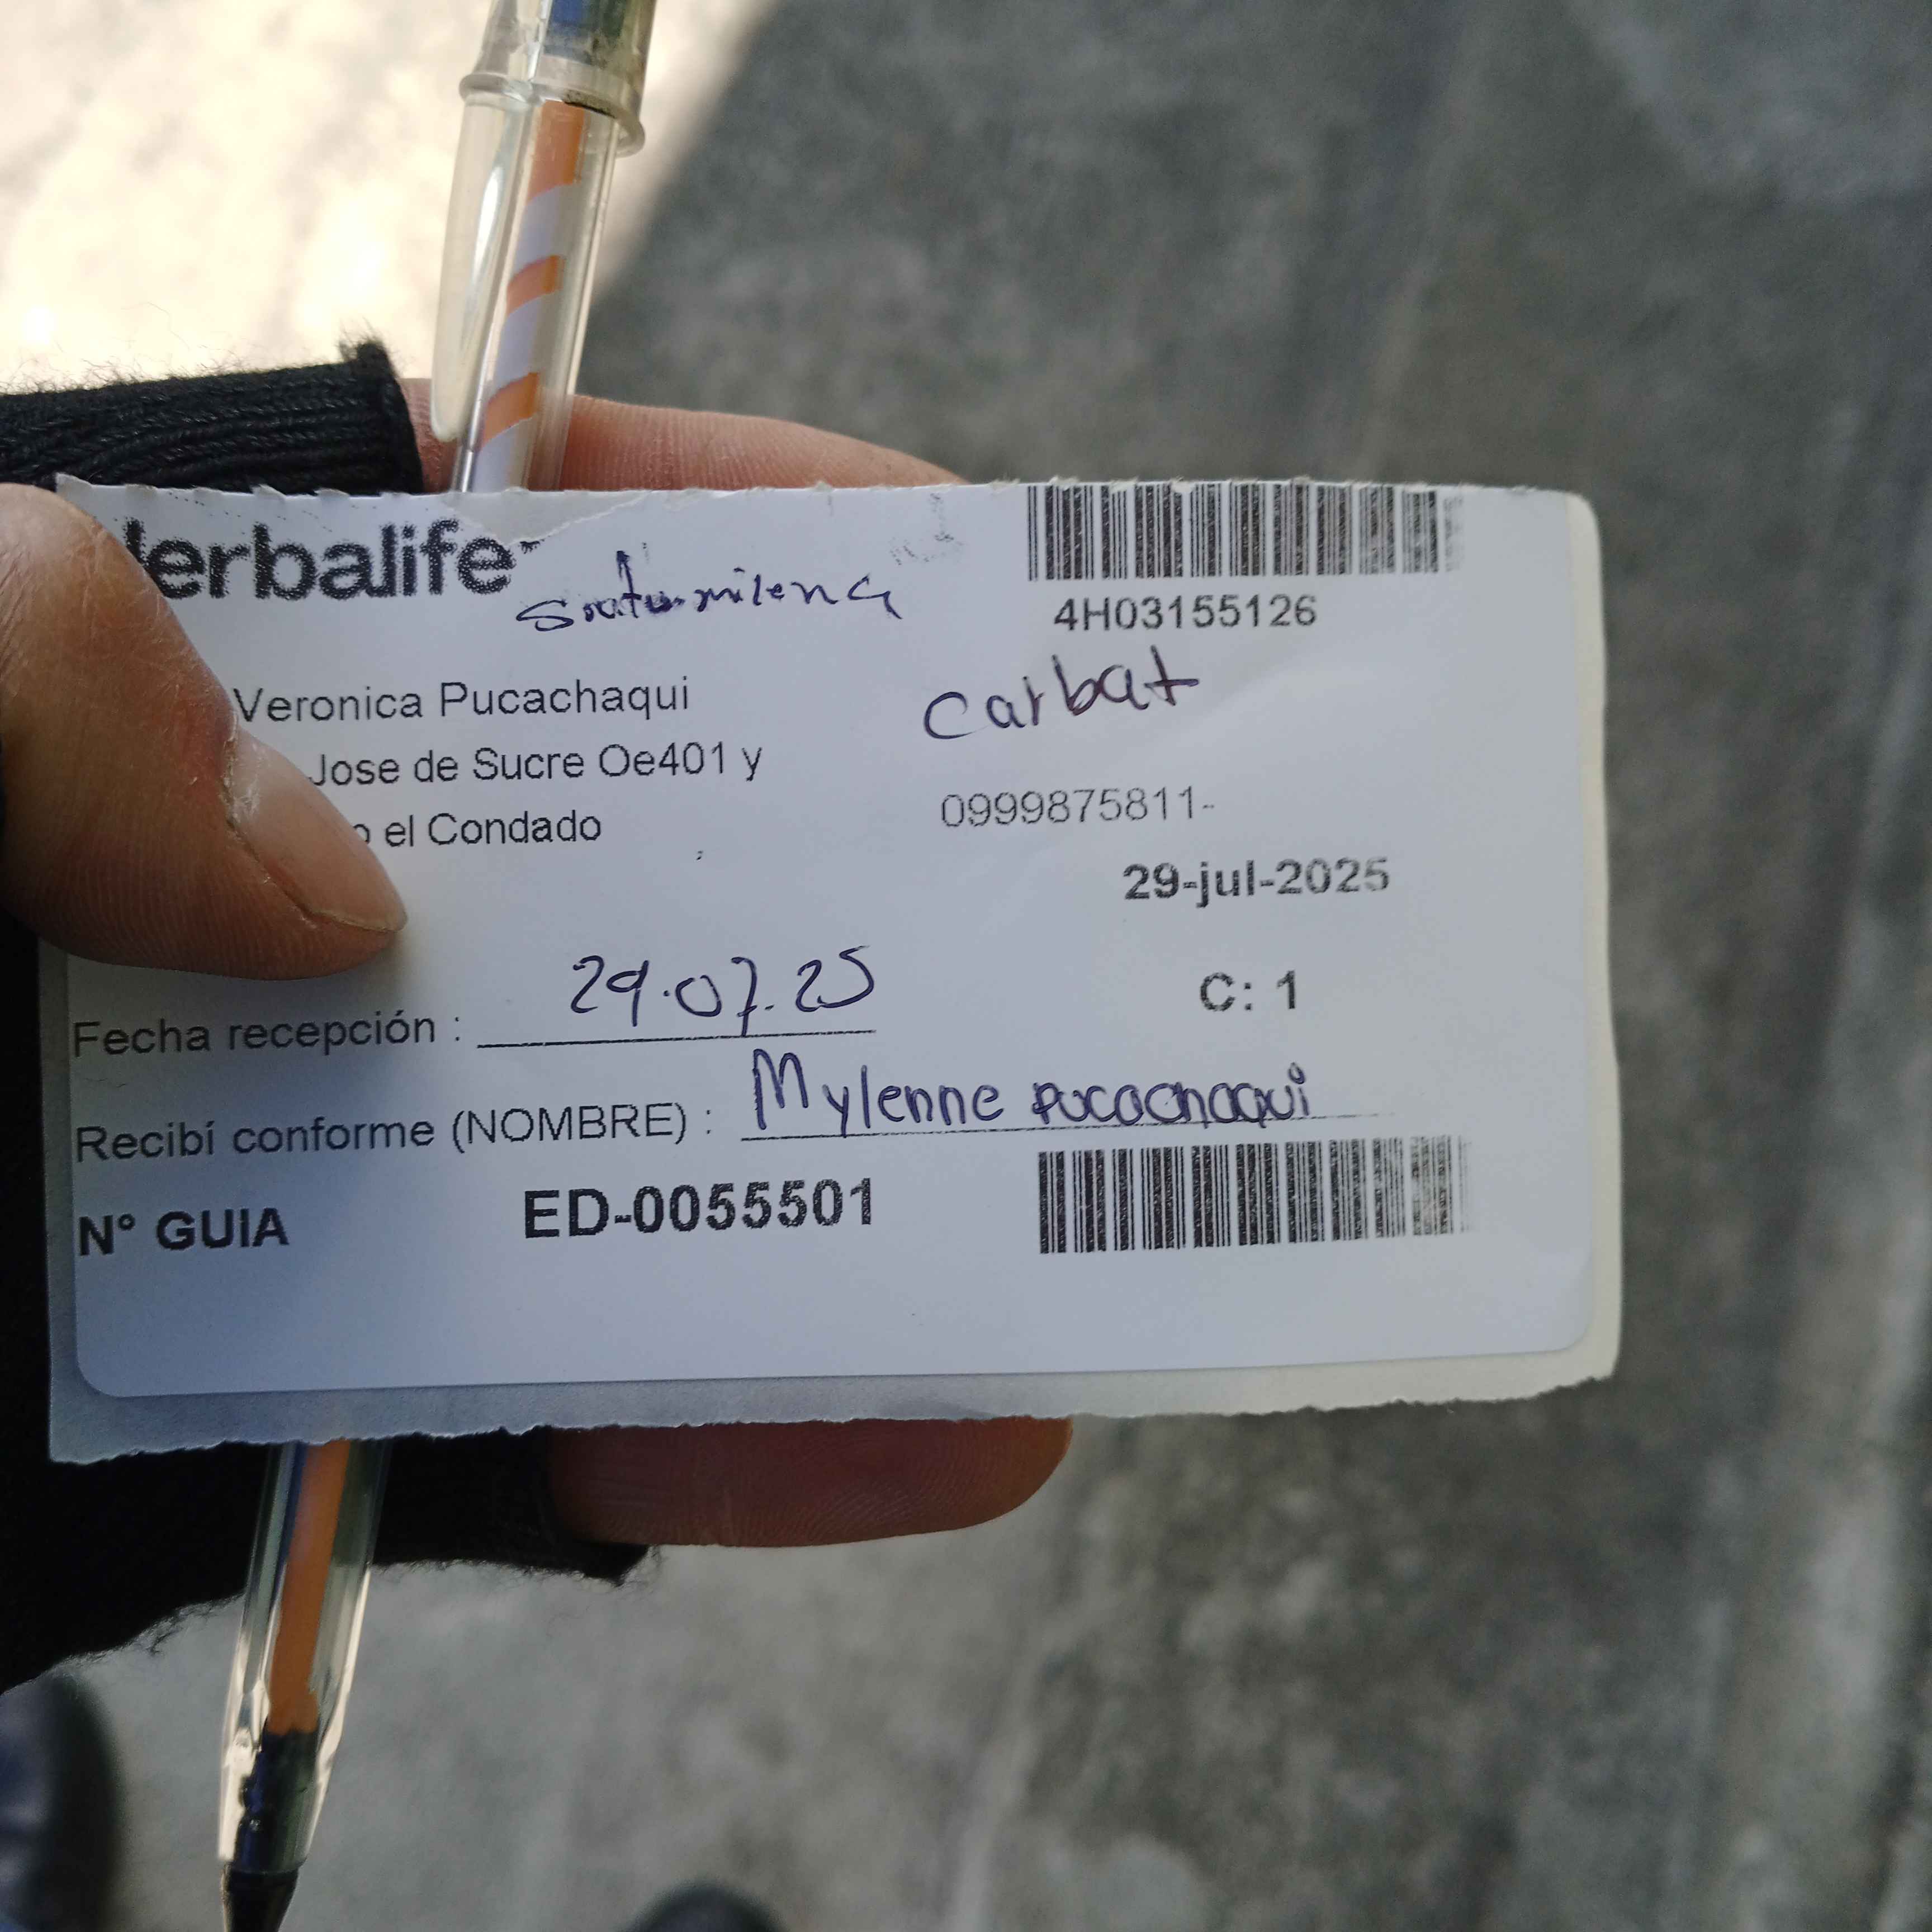 erbalife
4H03155126
Veronica Pucachaqui
Carbat
Jose de Sucre Oe401 y
0999875811-
o el Condado
29-jul-2025
Fecha recepción : 29.07.25
C: 1
Recibí conforme (NOMBRE) : Mylenne Pucachaqui
N° GUIA ED-0055501